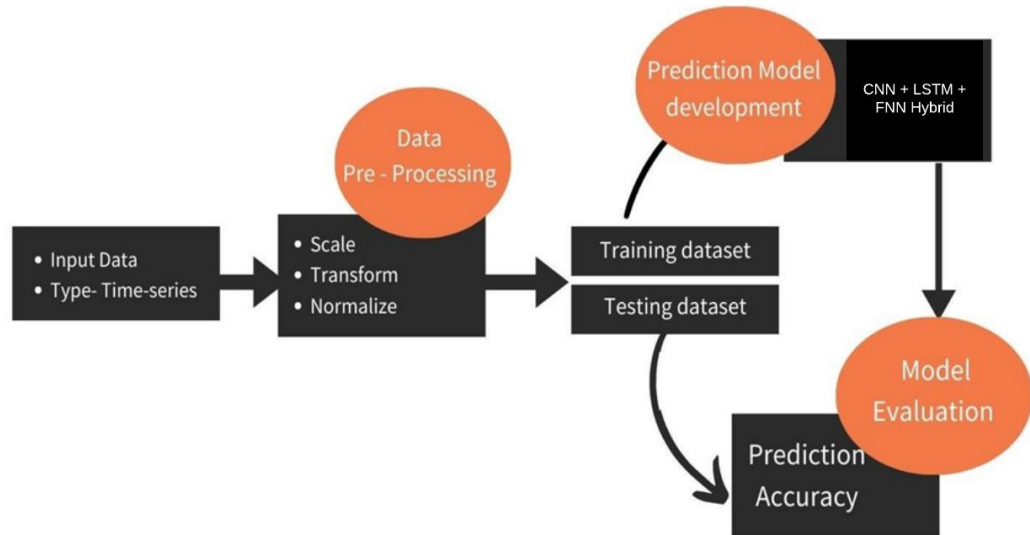 • Input Data
• Type- Time-series
Data
Pre - Processing
• Scale
• Transform
• Normalize
Training dataset
Testing dataset
Prediction Model
development
CNN + LSTM +
FNN Hybrid
Model
Evaluation
Prediction
Accuracy